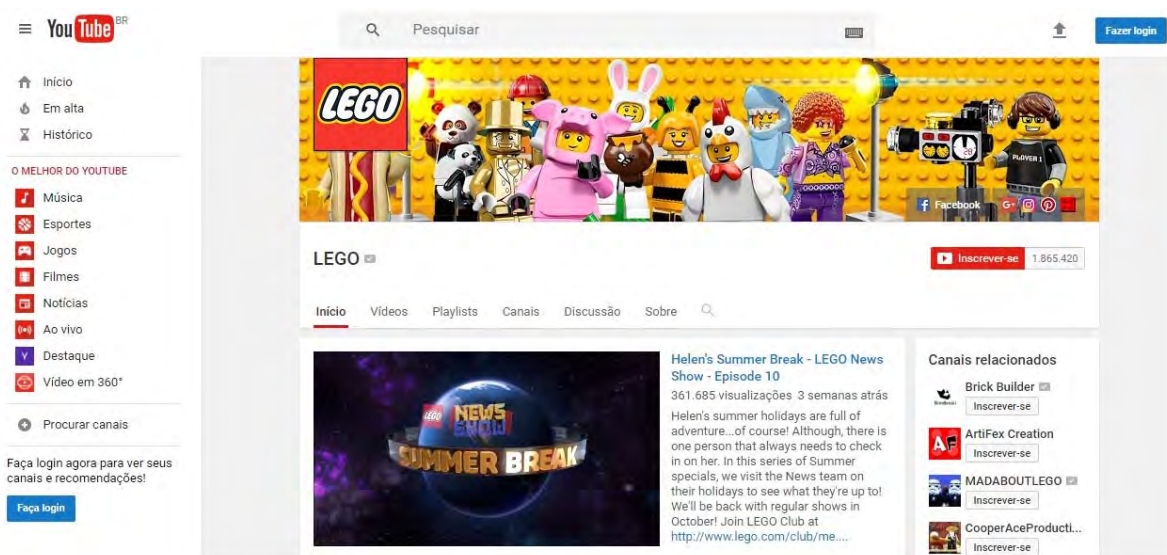 You Tube BR
Pesquisar
Fazer login
Início
Em alta
Histórico
O MELHOR DO YOUTUBE
Música
Esportes
Jogos
Filmes
Notícias
Ao vivo
Destaque
Vídeo em 360°
Procurar canais
Faça login agora para ver seus
canais e recomendações!
Faça login
LEGO
PLAYER 1
Facebook
G+
LEGO
Inscrever-se 1.865.420
Início Vídeos Playlists Canais Discussão Sobre
LEGO NEWS
SHOW
SUMMER BREAK
Helen's Summer Break - LEGO News
Show - Episode 10
361.685 visualizações 3 semanas atrás
Helen's summer holidays are full of
adventure...of course! Although, there is
one person that always needs to check
in on her. In this series of Summer
specials, we visit the News team on
their holidays to see what they're up to!
We'll be back with regular shows in
October! Join LEGO Club at
http://www.lego.com/club/me....
Canais relacionados
Brick Builder
Inscrever-se
ArtiFex Creation
Inscrever-se
MADABOUTLEGO
Inscrever-se
CooperAceProducti...
Inscrever-se